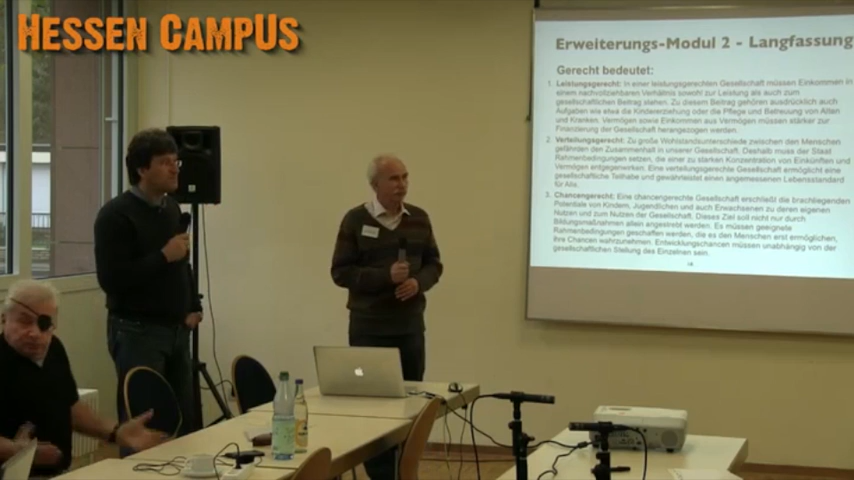 HESSEN CAMPUS
Erweiterungs-Modul 2 - Langfassung
Gerecht bedeutet:
1. Leistungsgerecht: In einer leistungsgerechten Gesellschaft müssen Einkommen in
einem nachvollziehbaren Verhältnis sowohl zur Leistung als auch zum
gesellschaftlichen Beitrag stehen. Zu diesem Beitrag gehören ausdrücklich auch
Aufgaben wie etwa die Kindererziehung oder die Pflege und Betreuung von Alten
und Kranken. Vermögen sowie Einkommen aus Vermögen müssen stärker zur
Finanzierung der Gesellschaft herangezogen werden.
2. Verteilungsgerecht: Zu große Wohlstandsunterschiede zwischen den Menschen
gefährden den Zusammenhalt in unserer Gesellschaft. Deshalb muss der Staat
Rahmenbedingungen setzen, die einer zu starken Konzentration von Einkünften und
Vermögen entgegenwirken. Eine verteilungsgerechte Gesellschaft ermöglicht eine
gesellschaftliche Teilhabe und gewährleistet einen angemessenen Lebensstandard
für Alle.
3. Chancengerecht: Eine chancengerechte Gesellschaft erschließt die brachliegenden
Potentiale von Kindern, Jugendlichen und auch Erwachsenen zu deren eigenen
Nutzen und zum Nutzen der Gesellschaft. Dieses Ziel soll nicht nur durch
Bildungsmaßnahmen allein angestrebt werden. Es müssen geeignete
Rahmenbedingungen geschaffen werden, die es den Menschen erst ermöglichen,
ihre Chancen wahrzunehmen. Entwicklungschancen müssen unabhängig von der
gesellschaftlichen Stellung des Einzelnen sein.